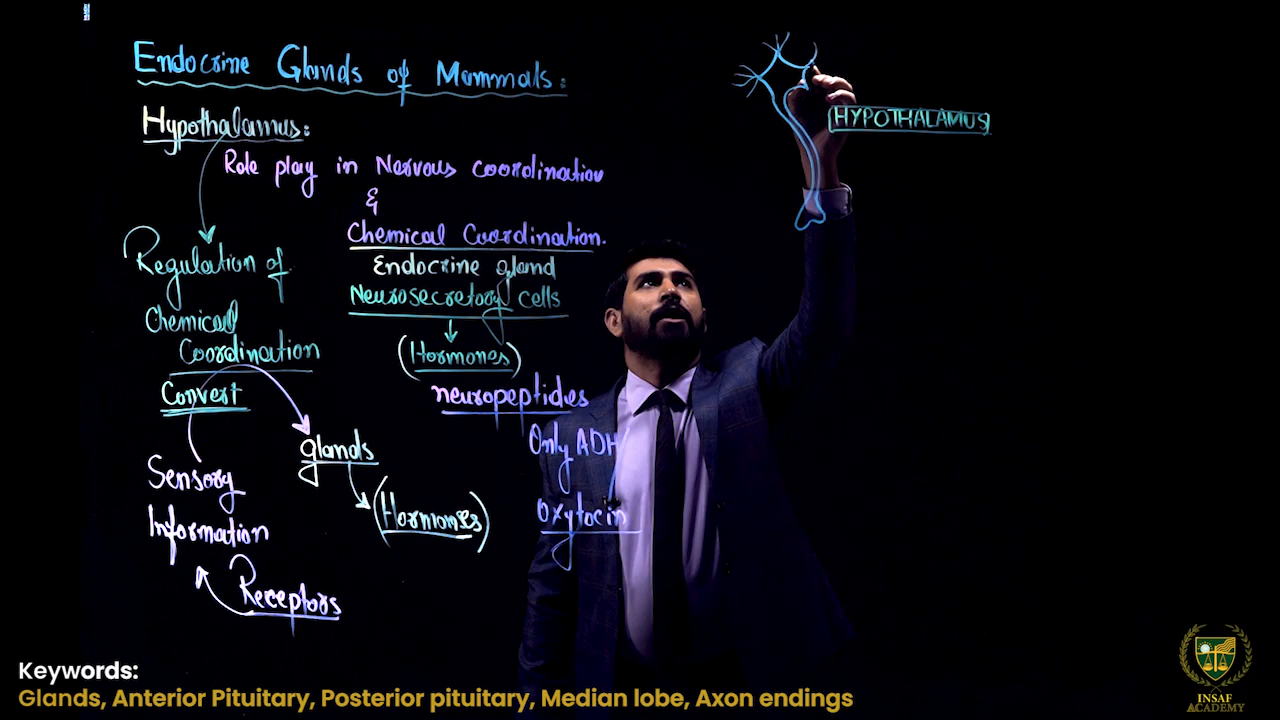 Endocrine Glands of Mammals:
Hypothalamus:
Role play in Nervous coordination
&
Chemical Coordination.
Endocrine gland
Neurosecretory cells
(Hormones)
neuropeptides
Only ADH
Oxytocin
Regulation of
Chemical
Coordination
Convert
Glands
(Hormones)
Sensory
Information
Receptors
HYPOTHALAMUS
Keywords:
Glands, Anterior Pituitary, Posterior pituitary, Median lobe, Axon endings
INSAF
ACADEMY